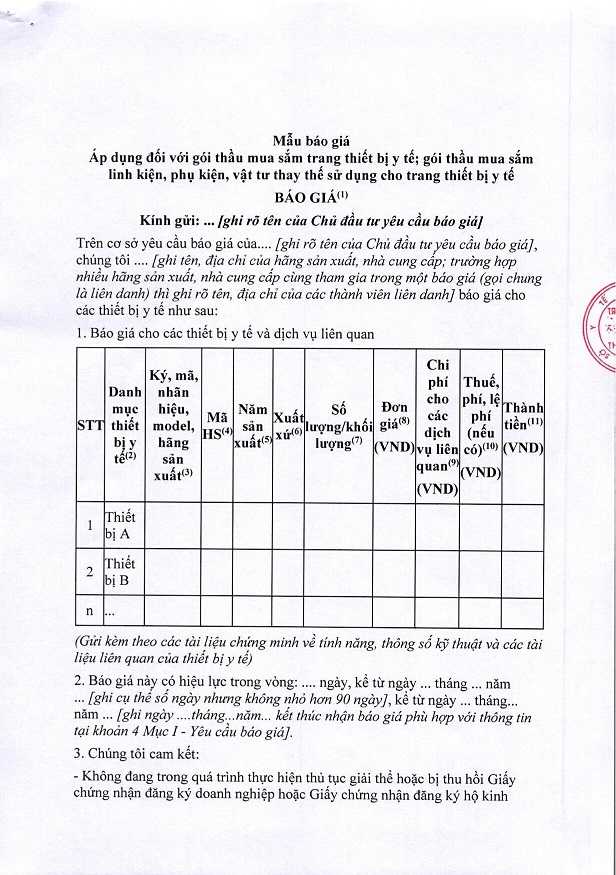 Mẫu báo giá
Áp dụng đối với gói thầu mua sắm trang thiết bị y tế; gói thầu mua sắm
linh kiện, phụ kiện, vật tư thay thế sử dụng cho trang thiết bị y tế
BÁO GIÁ(1)
Kính gửi: ... [ghi rõ tên của Chủ đầu tư yêu cầu báo giá]
Trên cơ sở yêu cầu báo giá của.... [ghi rõ tên của Chủ đầu tư yêu cầu báo giá],
chúng tôi .... [ghi tên, địa chỉ của hãng sản xuất, nhà cung cấp; trường hợp
nhiều hãng sản xuất, nhà cung cấp cùng tham gia trong một báo giá (gọi chung
là liên danh) thì ghi rõ tên, địa chỉ của các thành viên liên danh] báo giá cho
các thiết bị y tế như sau:
1. Báo giá cho các thiết bị y tế và dịch vụ liên quan
STT
Danh
mục
thiết
bị y
tế(2)
Ký, mã,
nhãn
hiệu,
model,
hãng
sản
xuất(3)
Mã
HS(4)
Năm
sản
xuất(5)
Xuất
xứ(6)
Số
lượng/khối
lượng(7)
Đơn
giá(8)
(VND)
Chi
phí
cho
các
dịch
vụ liên
quan(9)
(VND)
Thuế,
phí, lệ
phí
(nếu
có)(10)
(VND)
Thành
tiền(11)
(VND)
1
Thiết
bị A
2
Thiết
bị B
n
...
(Gửi kèm theo các tài liệu chứng minh về tính năng, thông số kỹ thuật và các tài
liệu liên quan của thiết bị y tế)
2. Báo giá này có hiệu lực trong vòng: .... ngày, kể từ ngày ... tháng ... năm
... [ghi cụ thể số ngày nhưng không nhỏ hơn 90 ngày], kể từ ngày ... tháng...
năm ... [ghi ngày ....tháng...năm... kết thúc nhận báo giá phù hợp với thông tin
tại khoản 4 Mục I - Yêu cầu báo giá].
3. Chúng tôi cam kết:
- Không đang trong quá trình thực hiện thủ tục giải thể hoặc bị thu hồi Giấy
chứng nhận đăng ký doanh nghiệp hoặc Giấy chứng nhận đăng ký hộ kinh